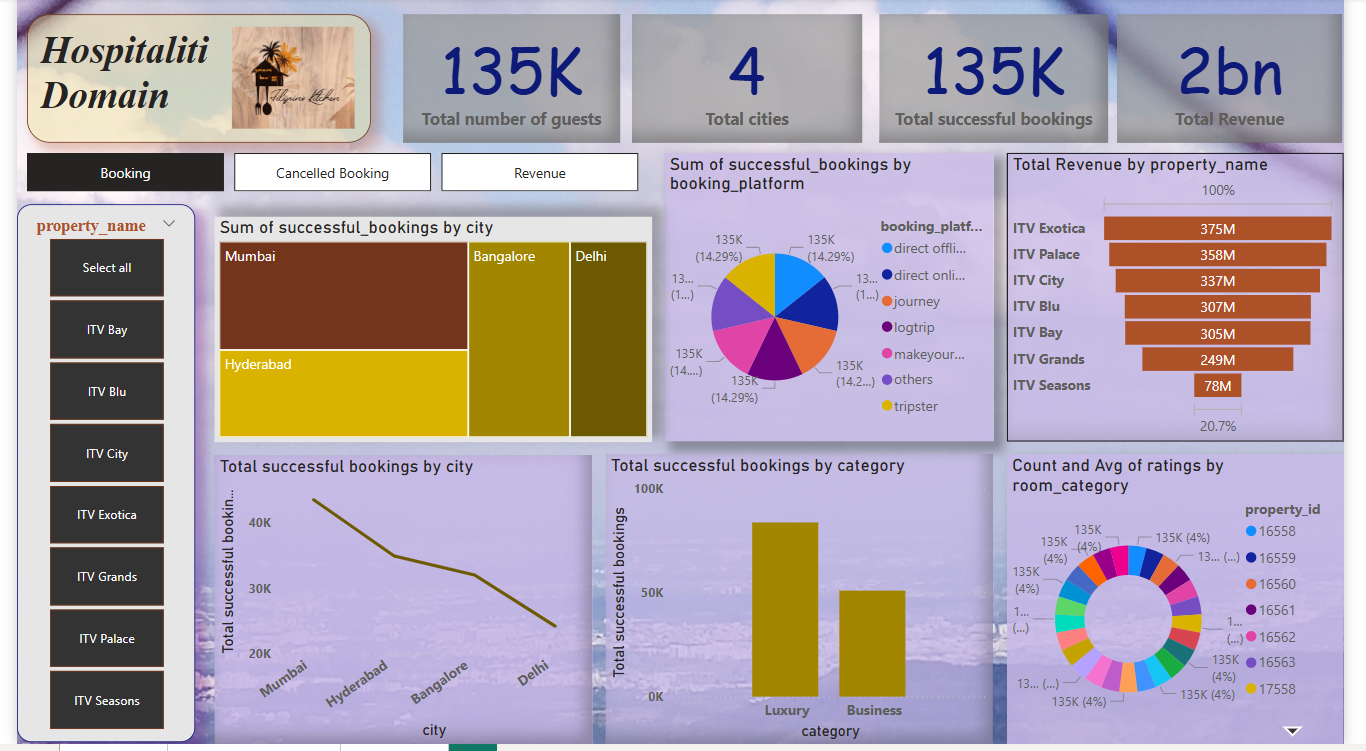 Hospitaliti
Domain
Filipino Kitchen
135K
Total number of guests
4
Total cities
135K
Total successful bookings
2bn
Total Revenue
Booking
Cancelled Booking
Revenue
property_name
Select all
ITV Bay
ITV Blu
ITV City
ITV Exotica
ITV Grands
ITV Palace
ITV Seasons
Sum of successful_bookings by city
Mumbai
Hyderabad
Bangalore
Delhi
Sum of successful_bookings by
booking_platform
135K
(14.29%)
135K
(14.29%)
13...
(1...)
13...
(1...)
135K
(14....)
135K
(14.2...)
135K
(14.29%)
booking_platf...
direct offli...
direct onli...
journey
logtrip
makeyour...
others
tripster
Total Revenue by property_name
100%
ITV Exotica 375M
ITV Palace 358M
ITV City 337M
ITV Blu 307M
ITV Bay 305M
ITV Grands 249M
ITV Seasons 78M
20.7%
Total successful bookings by city
Total successful bookin...
40K
30K
20K
Mumbai
Hyderabad
Bangalore
Delhi
city
Total successful bookings by category
Total successful bookings
100K
50K
0K
Luxury
Business
category
Count and Avg of ratings by
room_category
135K
(4%)
135K (4%)
135K
(4%)
13... (...)
135K
(4%)
1...
(...)
1...
(...)
135K
(4%)
13... (...)
135K (4%)
135K (4%)
property_id
16558
16559
16560
16561
16562
16563
17558